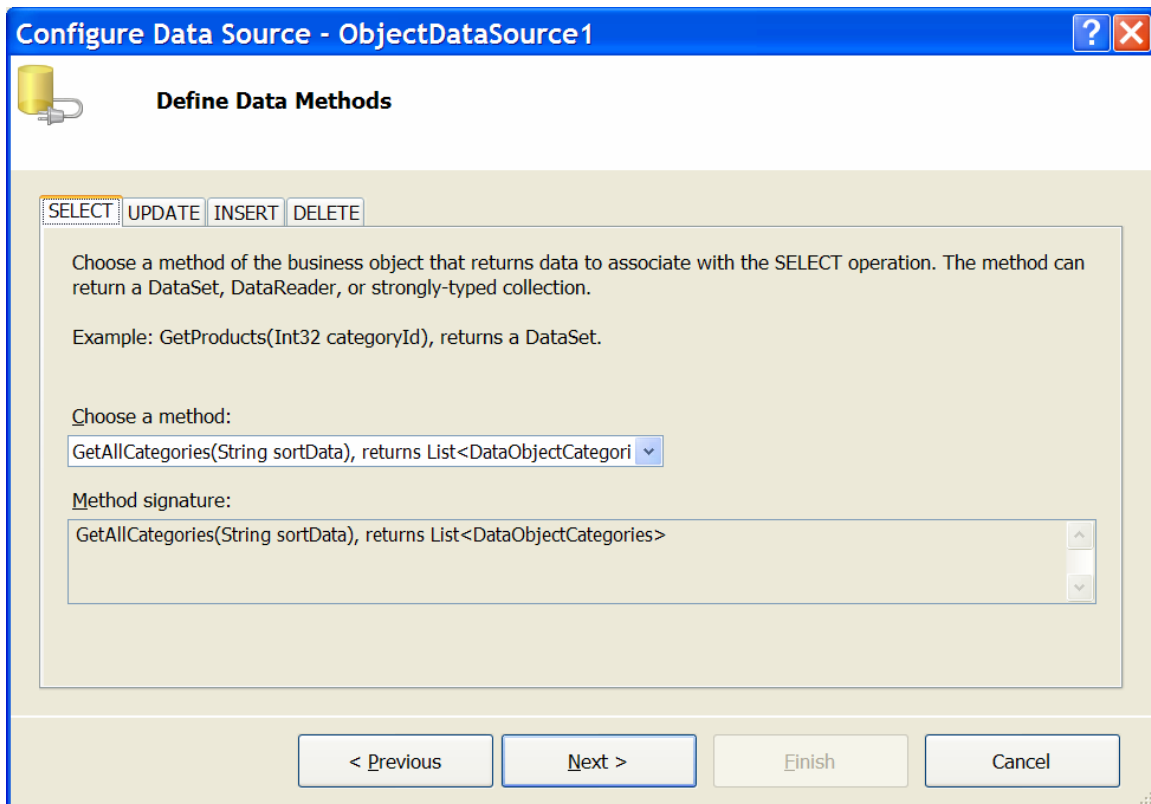 Configure Data Source - ObjectDataSource1
Define Data Methods
SELECT UPDATE INSERT DELETE
Choose a method of the business object that returns data to associate with the SELECT operation. The method can
return a DataSet, DataReader, or strongly-typed collection.
Example: GetProducts(Int32 categoryId), returns a DataSet.
Choose a method:
GetAllCategories(String sortData), returns List<DataObjectCategori
Method signature:
GetAllCategories(String sortData), returns List<DataObjectCategories>
< Previous Next > Finish Cancel